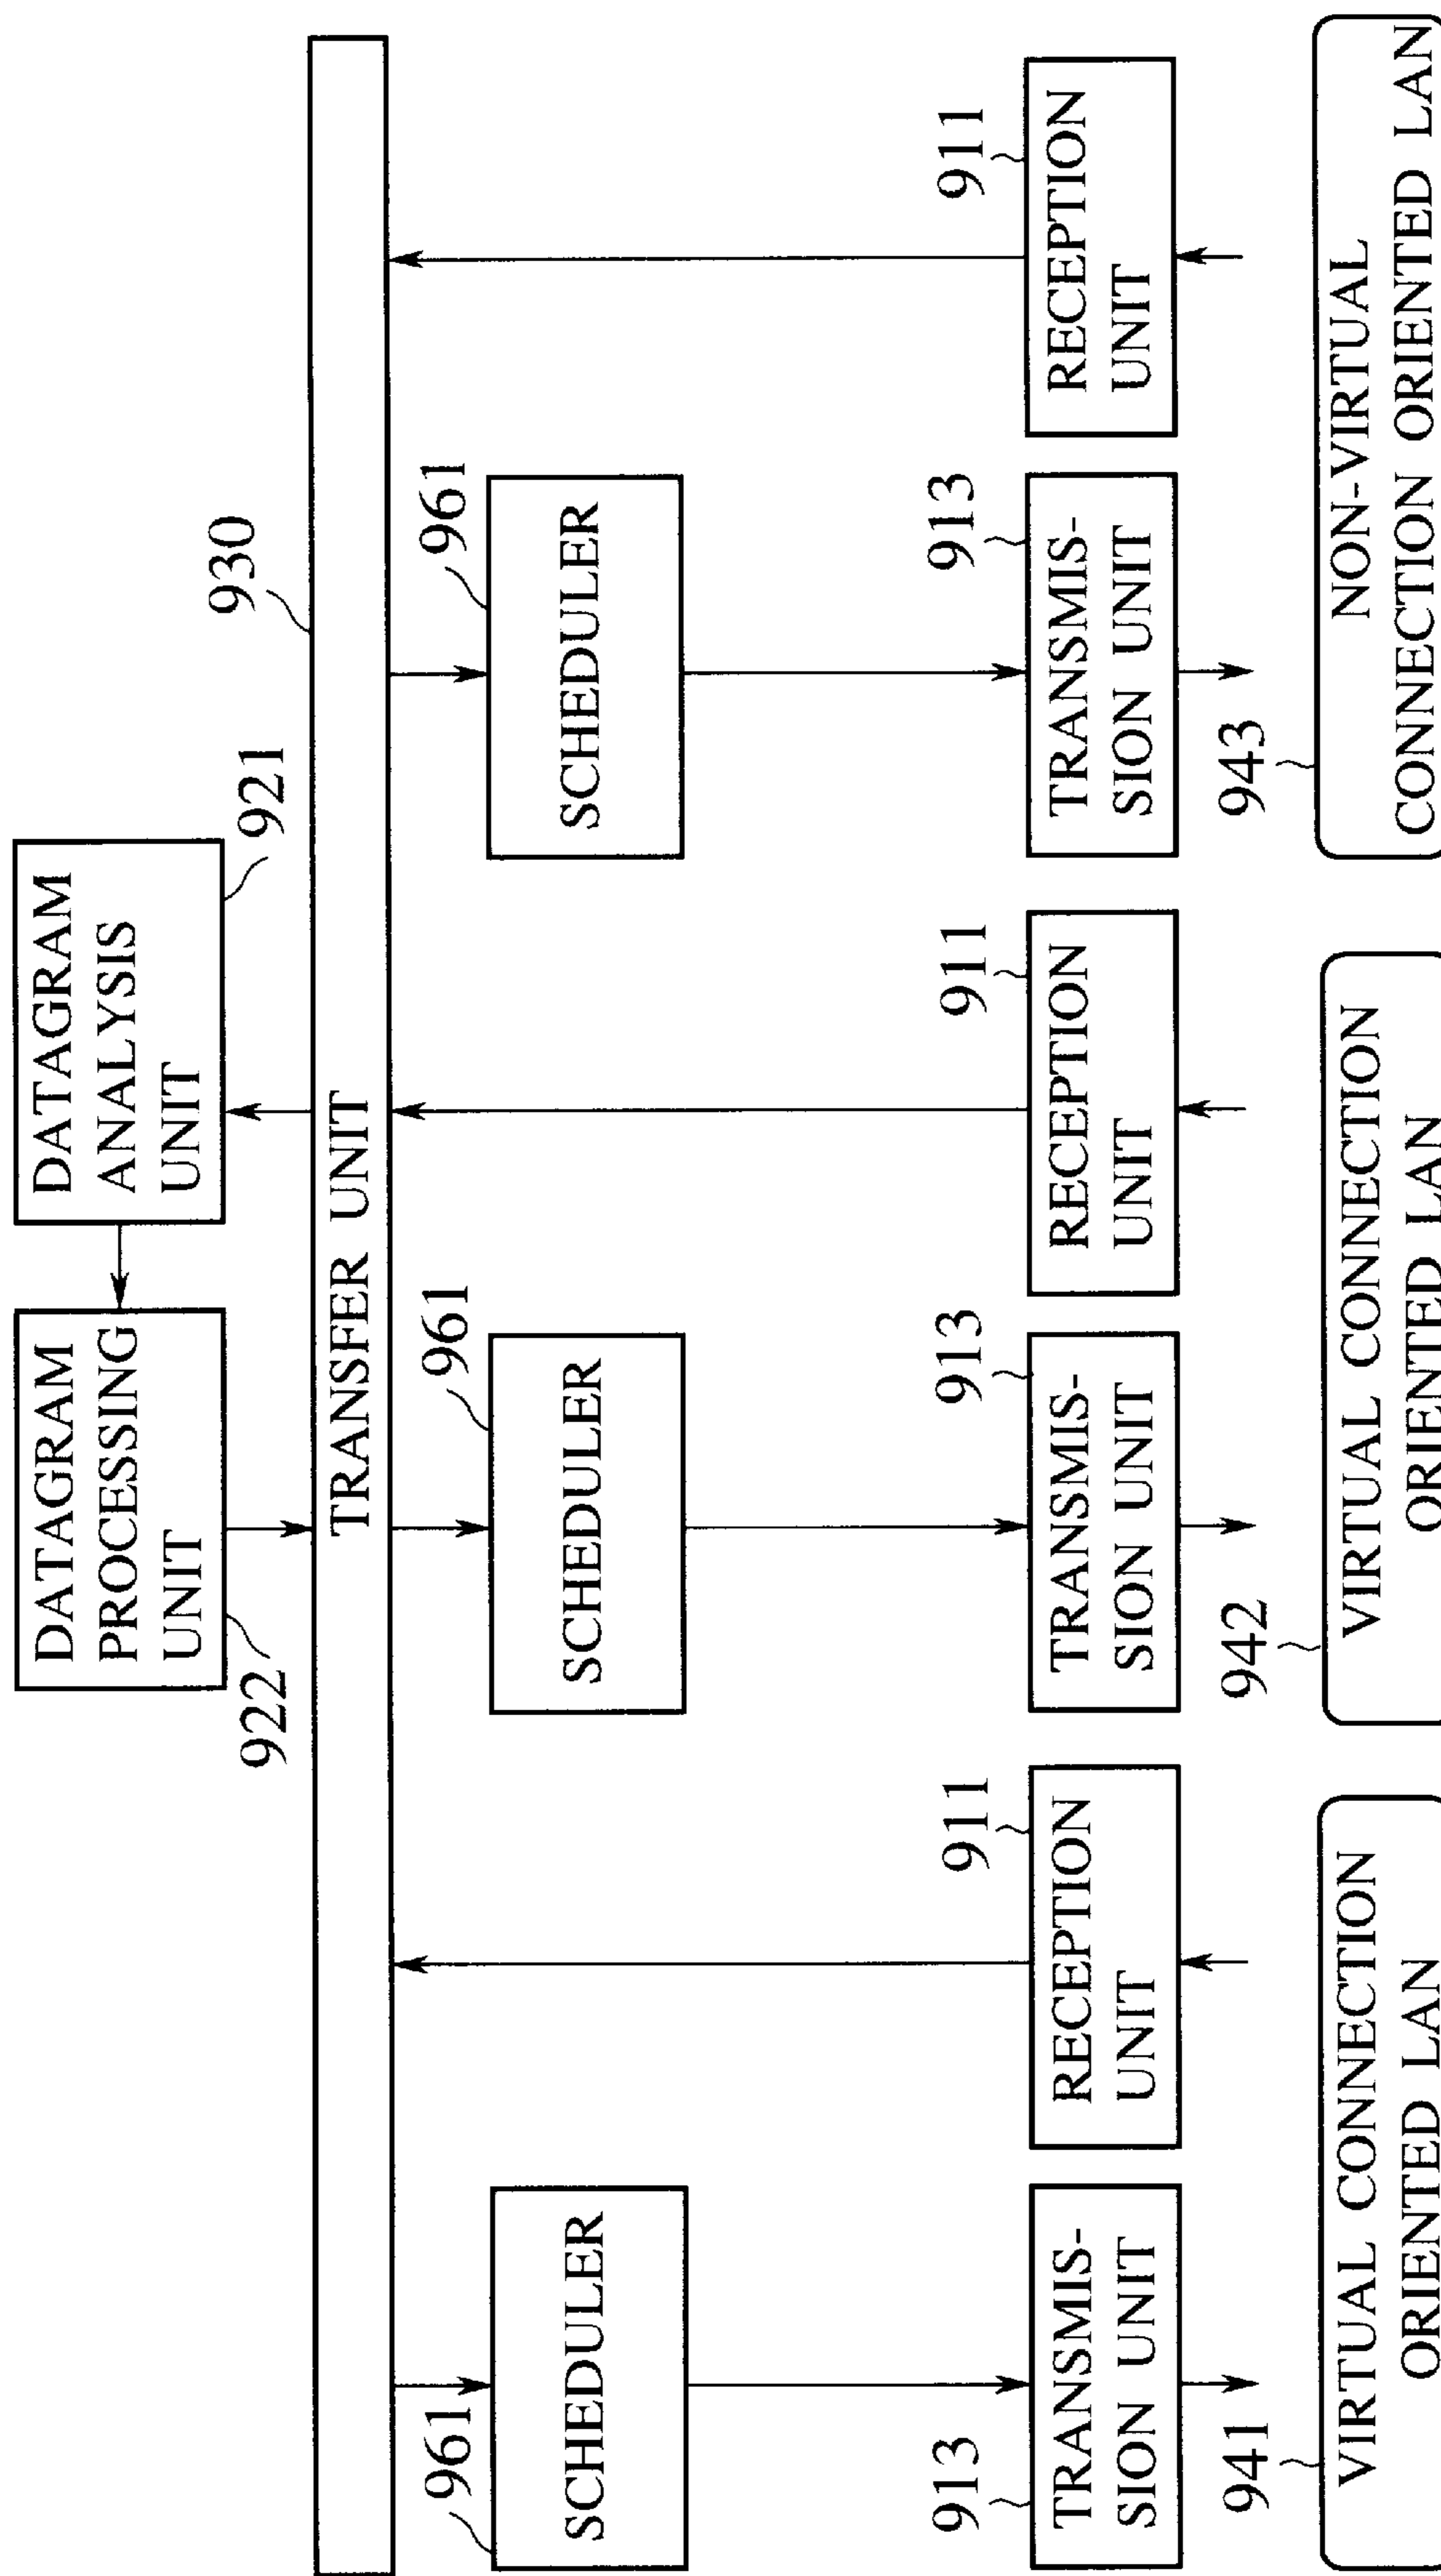 DATAGRAM
PROCESSING
UNIT
922
DATAGRAM
ANALYSIS
UNIT
921
930
TRANSFER UNIT
961
SCHEDULER
961
SCHEDULER
961
SCHEDULER
913
TRANSMIS-
SION UNIT
911
RECEPTION
UNIT
913
TRANSMIS-
SION UNIT
911
RECEPTION
UNIT
913
TRANSMIS-
SION UNIT
911
RECEPTION
UNIT
941
VIRTUAL CONNECTION
ORIENTED LAN
942
VIRTUAL CONNECTION
ORIENTED LAN
943
NON-VIRTUAL
CONNECTION ORIENTED LAN